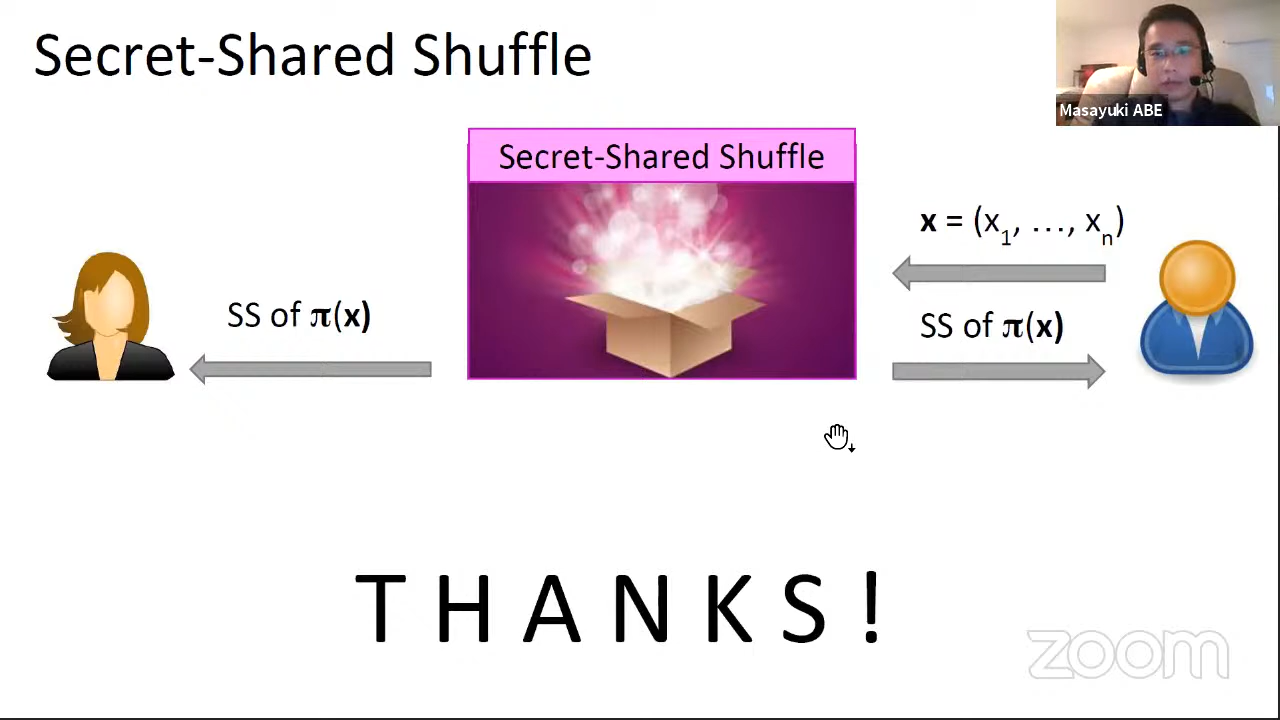 Secret-Shared Shuffle
Masayuki ABE
Secret-Shared Shuffle
x = (x1, …, xn)
SS of π(x)
SS of π(x)
THANKS!
zoom